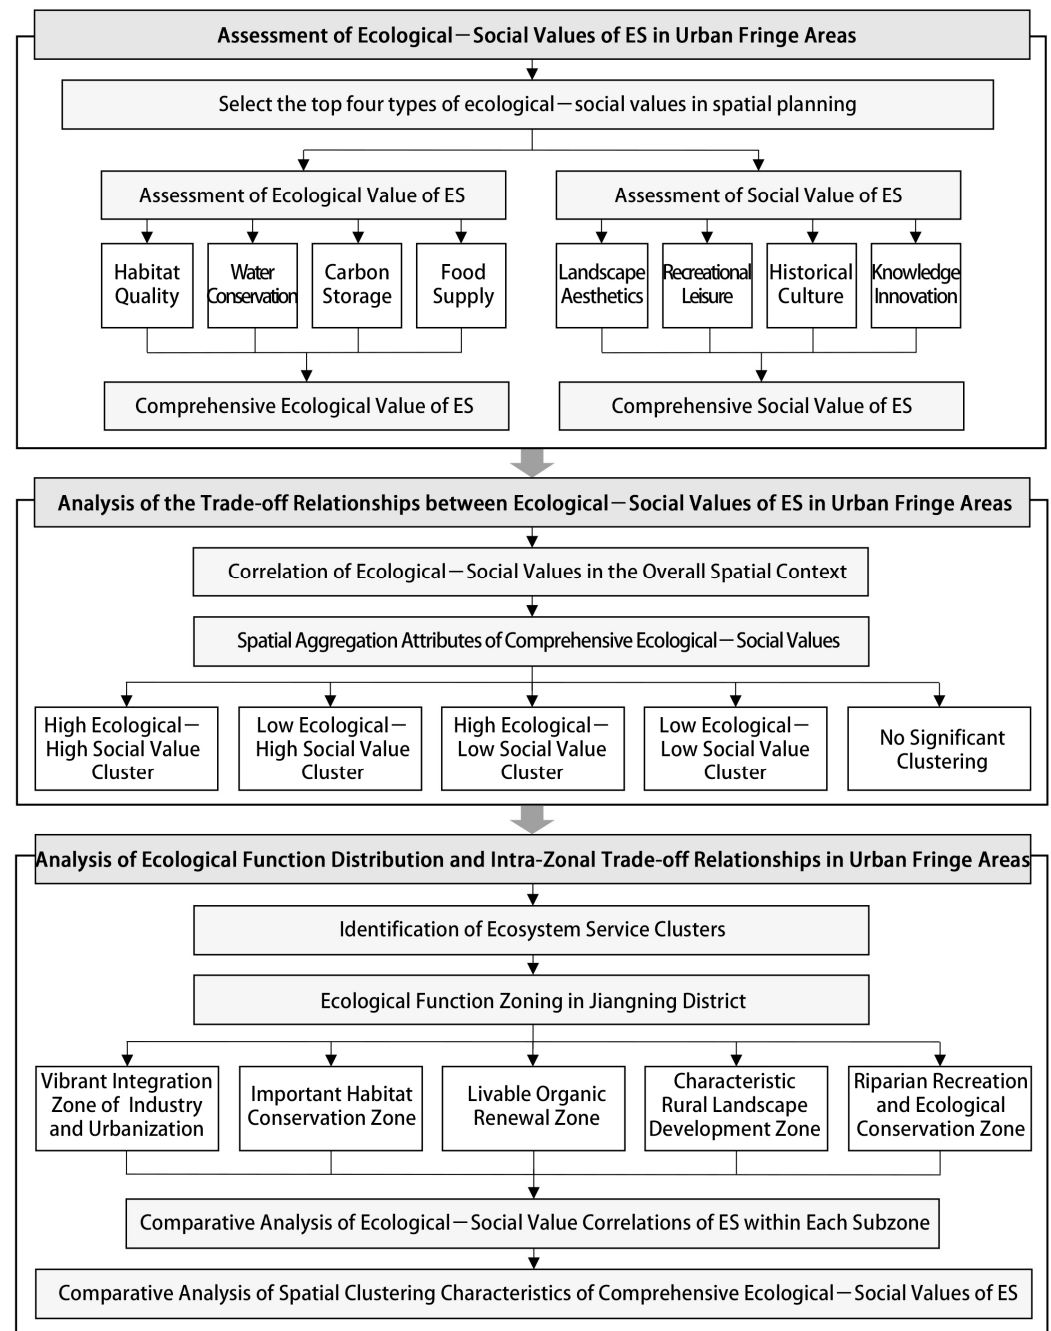 Assessment of Ecological—Social Values of ES in Urban Fringe Areas
Select the top four types of ecological—social values in spatial planning
Assessment of Ecological Value of ES
Assessment of Social Value of ES
Habitat
Quality
Water
Conservation
Carbon
Storage
Food
Supply
Landscape
Aesthetics
Recreational
Leisure
Historical
Culture
Knowledge
Innovation
Comprehensive Ecological Value of ES
Comprehensive Social Value of ES
Analysis of the Trade-off Relationships between Ecological—Social Values of ES in Urban Fringe Areas
Correlation of Ecological—Social Values in the Overall Spatial Context
Spatial Aggregation Attributes of Comprehensive Ecological—Social Values
High Ecological—
High Social Value
Cluster
Low Ecological—
High Social Value
Cluster
High Ecological—
Low Social Value
Cluster
Low Ecological—
Low Social Value
Cluster
No Significant
Clustering
Analysis of Ecological Function Distribution and Intra-Zonal Trade-off Relationships in Urban Fringe Areas
Identification of Ecosystem Service Clusters
Ecological Function Zoning in Jiangning District
Vibrant Integration
Zone of Industry
and Urbanization
Important Habitat
Conservation Zone
Livable Organic
Renewal Zone
Characteristic
Rural Landscape
Development Zone
Riparian Recreation
and Ecological
Conservation Zone
Comparative Analysis of Ecological—Social Value Correlations of ES within Each Subzone
Comparative Analysis of Spatial Clustering Characteristics of Comprehensive Ecological—Social Values of ES